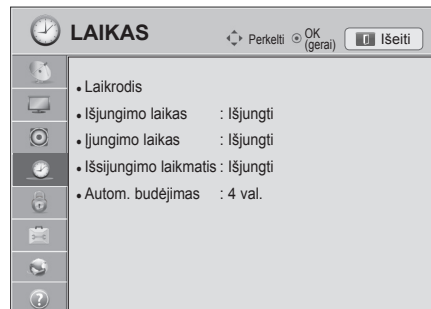 LAIKAS
Perkelti
OK
(gerai)
Išeiti
• Laikrodis
• Išjungimo laikas : Išjungti
• Įjungimo laikas : Išjungti
• Išsijungimo laikmatis : Išjungti
• Autom. budėjimas : 4 val.
?